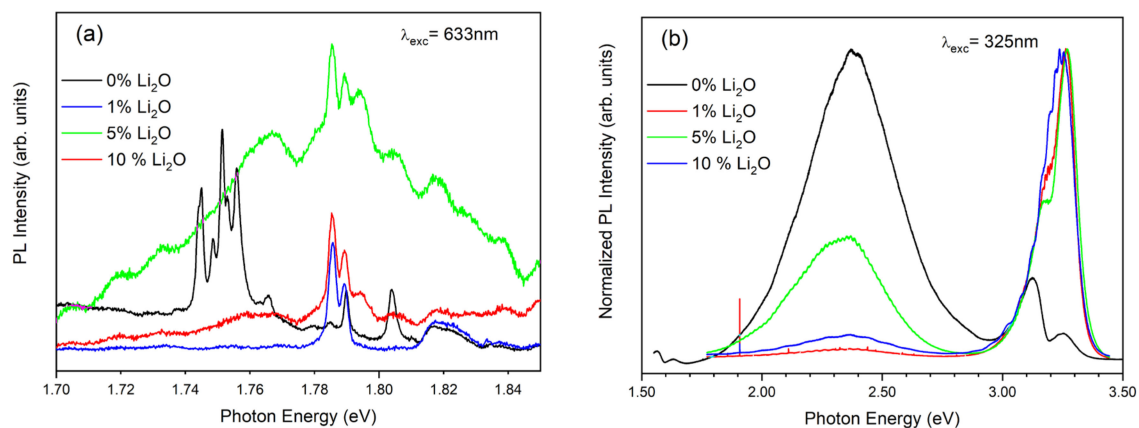 (a)
λexc= 633nm
0% Li2O
1% Li2O
5% Li2O
10 % Li2O
PL Intensity (arb. units)
1.70 1.72 1.74 1.76 1.78 1.80 1.82 1.84
Photon Energy (eV)
(b)
λexc= 325nm
0% Li2O
1% Li2O
5% Li2O
10% Li2O
Normalized PL Intensity (arb. units)
1.50 2.00 2.50 3.00 3.50
Photon Energy (eV)